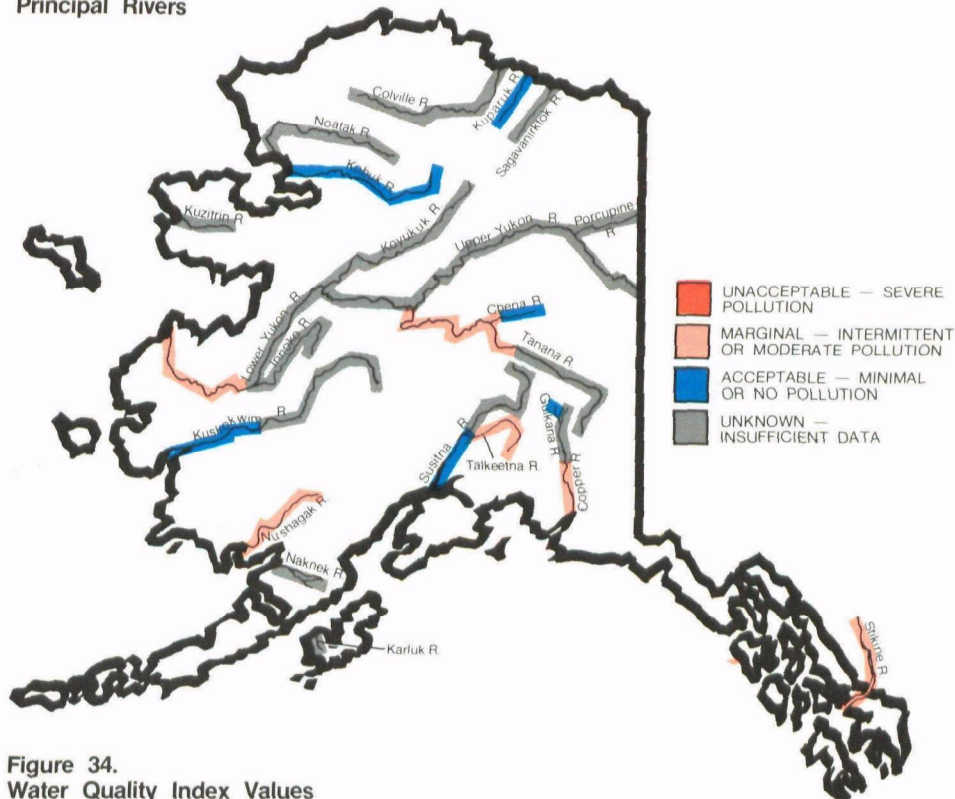 Principal Rivers
Colville R.
Kuparuk R.
Sagavanirktok R.
Noatak R.
Kobuk R.
Kuzitrin R.
Koyukuk R.
Upper Yukon R.
Porcupine
R.
Lower Yukon R.
Innoko R.
Chena R.
Tanana R.
Kuskokwim R.
Susitna R.
Talkeetna R.
Gulkana R.
Copper R.
Nushagak R.
Naknek R.
Karluk R.
Stikine R.
UNACCEPTABLE — SEVERE
POLLUTION
MARGINAL — INTERMITTENT
OR MODERATE POLLUTION
ACCEPTABLE — MINIMAL
OR NO POLLUTION
UNKNOWN —
INSUFFICIENT DATA
Figure 34.
Water Quality Index Values